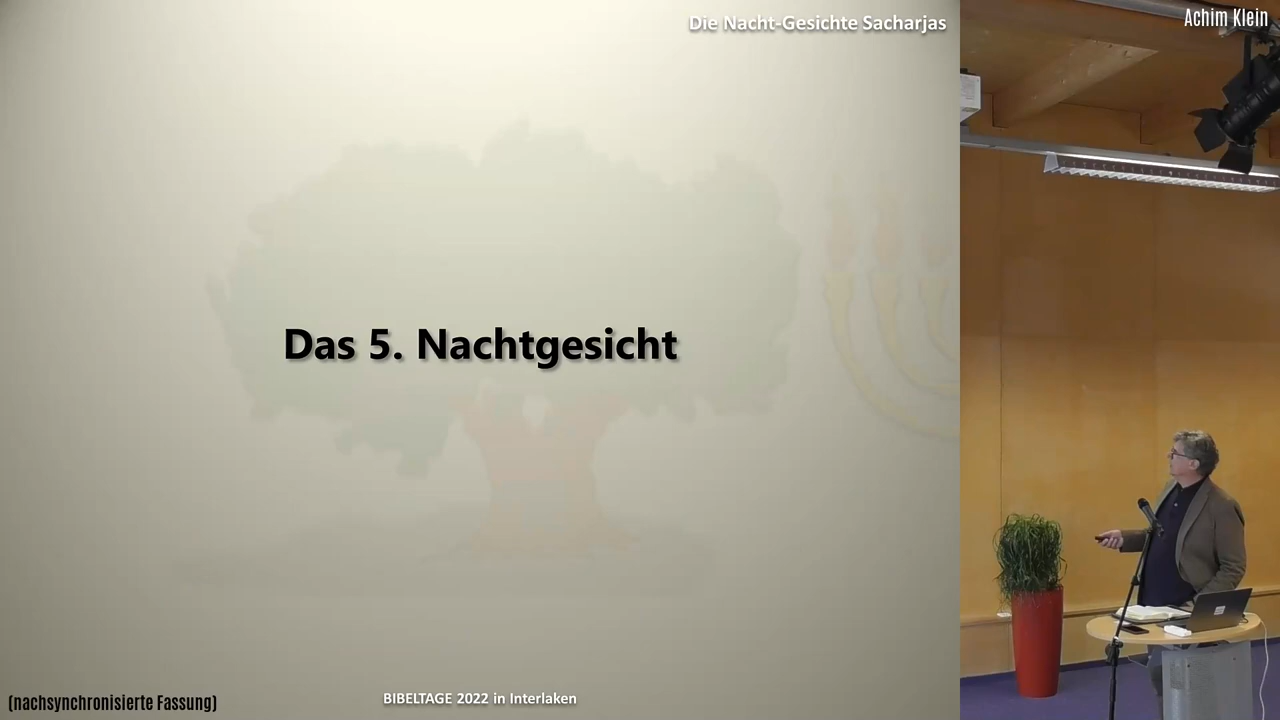 Die Nacht-Gesichte Sacharjas
Achim Klein
Das 5. Nachtgesicht
(nachsynchronisierte Fassung)
BIBELTAGE 2022 in Interlaken